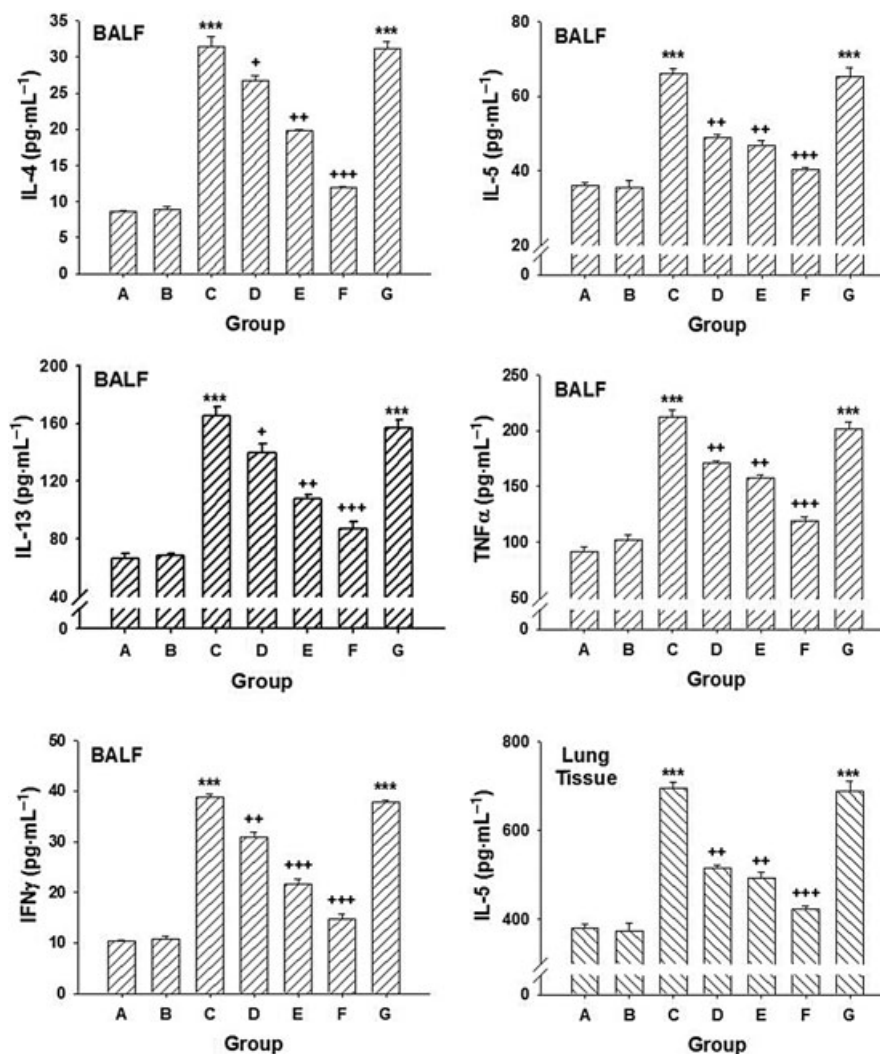 BALF
IL-4 (pg·mL⁻¹)
35
30
25
20
15
10
5
0
***
+
++
+++
***
A B C D E F G
Group
BALF
IL-5 (pg·mL⁻¹)
80
60
40
20
0
***
++
++
+++
***
A B C D E F G
Group
BALF
IL-13 (pg·mL⁻¹)
200
160
120
80
40
0
***
+
++
+++
***
A B C D E F G
Group
BALF
TNFα (pg·mL⁻¹)
250
200
150
100
50
0
***
++
++
+++
***
A B C D E F G
Group
BALF
IFNγ (pg·mL⁻¹)
50
40
30
20
10
0
***
++
+++
+++
***
A B C D E F G
Group
Lung
Tissue
IL-5 (pg·mL⁻¹)
800
600
400
0
***
++
++
+++
***
A B C D E F G
Group